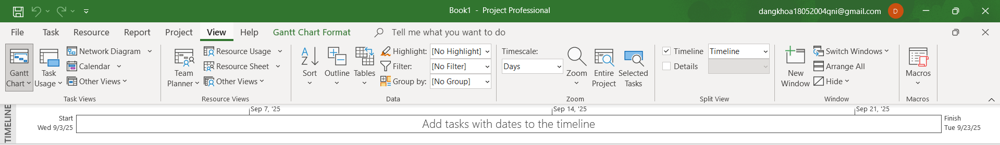 Book1 - Project Professional
dangkhoa18052004qni@gmail.com
D
File Task Resource Report Project View Help Gantt Chart Format Tell me what you want to do
Gantt Chart
Task Usage
Network Diagram
Calendar
Other Views
Task Views
Team Planner
Resource Usage
Resource Sheet
Other Views
Resource Views
Sort
Outline
Tables
Highlight: [No Highlight]
Filter: [No Filter]
Group by: [No Group]
Data
Timescale:
Days
Zoom
Entire Project
Selected Tasks
Zoom
Timeline Timeline
Details
Split View
New Window
Switch Windows
Arrange All
Hide
Window
Macros
Macros
TIMELINE
Sep 7, '25 Sep 14, '25 Sep 21, '25
Start
Wed 9/3/25
Add tasks with dates to the timeline
Finish
Tue 9/23/25